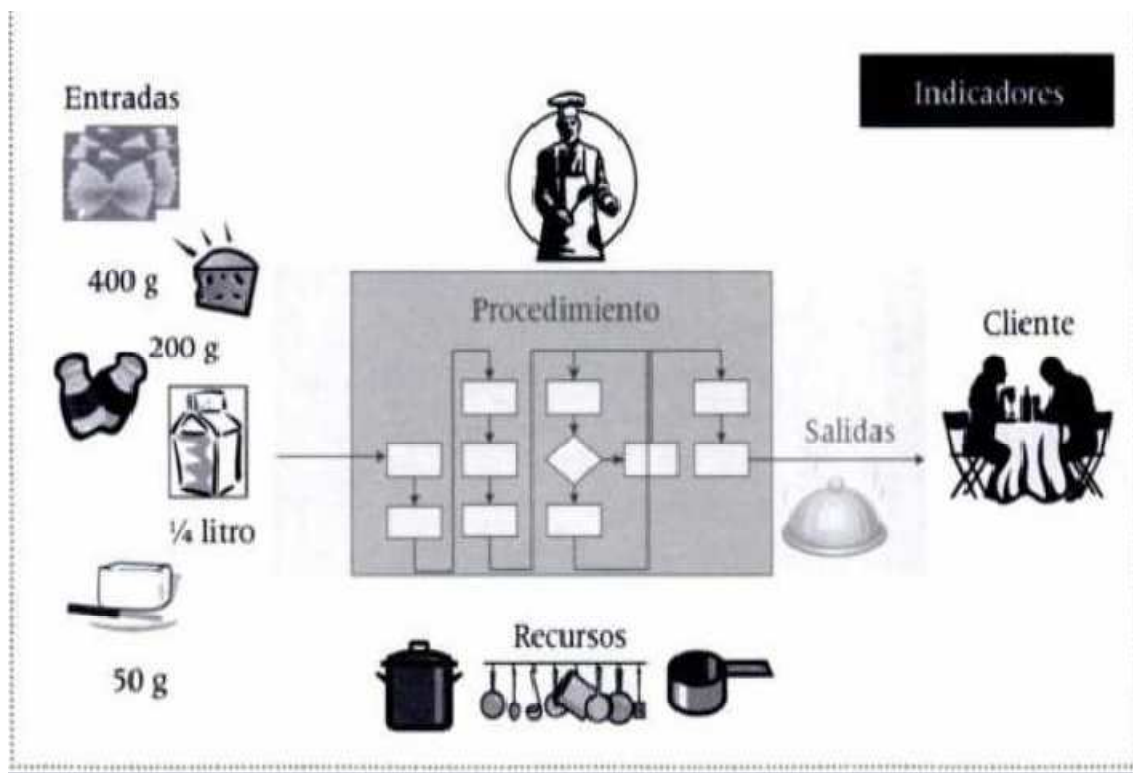 Entradas
Indicadores
400 g
Procedimiento
Cliente
200 g
Salidas
¼ litro
Recursos
50 g